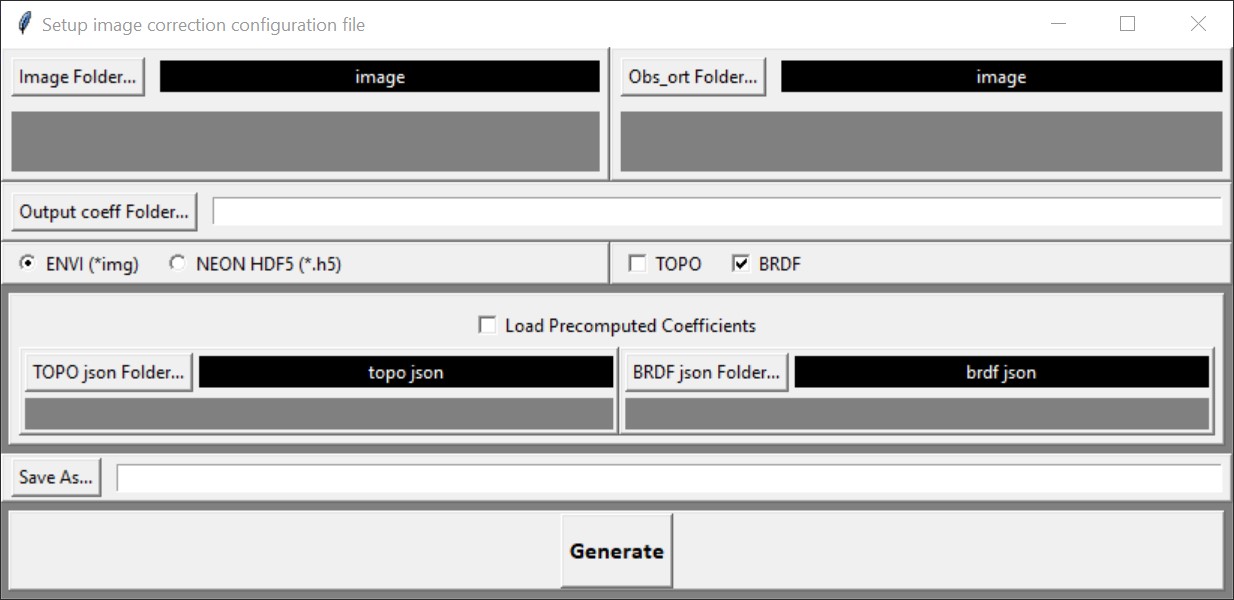 Setup image correction configuration file
Image Folder... image Obs_ort Folder... image
Output coeff Folder...
ENVI (*img) NEON HDF5 (*.h5) TOPO BRDF
Load Precomputed Coefficients
TOPO json Folder... topo json BRDF json Folder... brdf json
Save As...
Generate